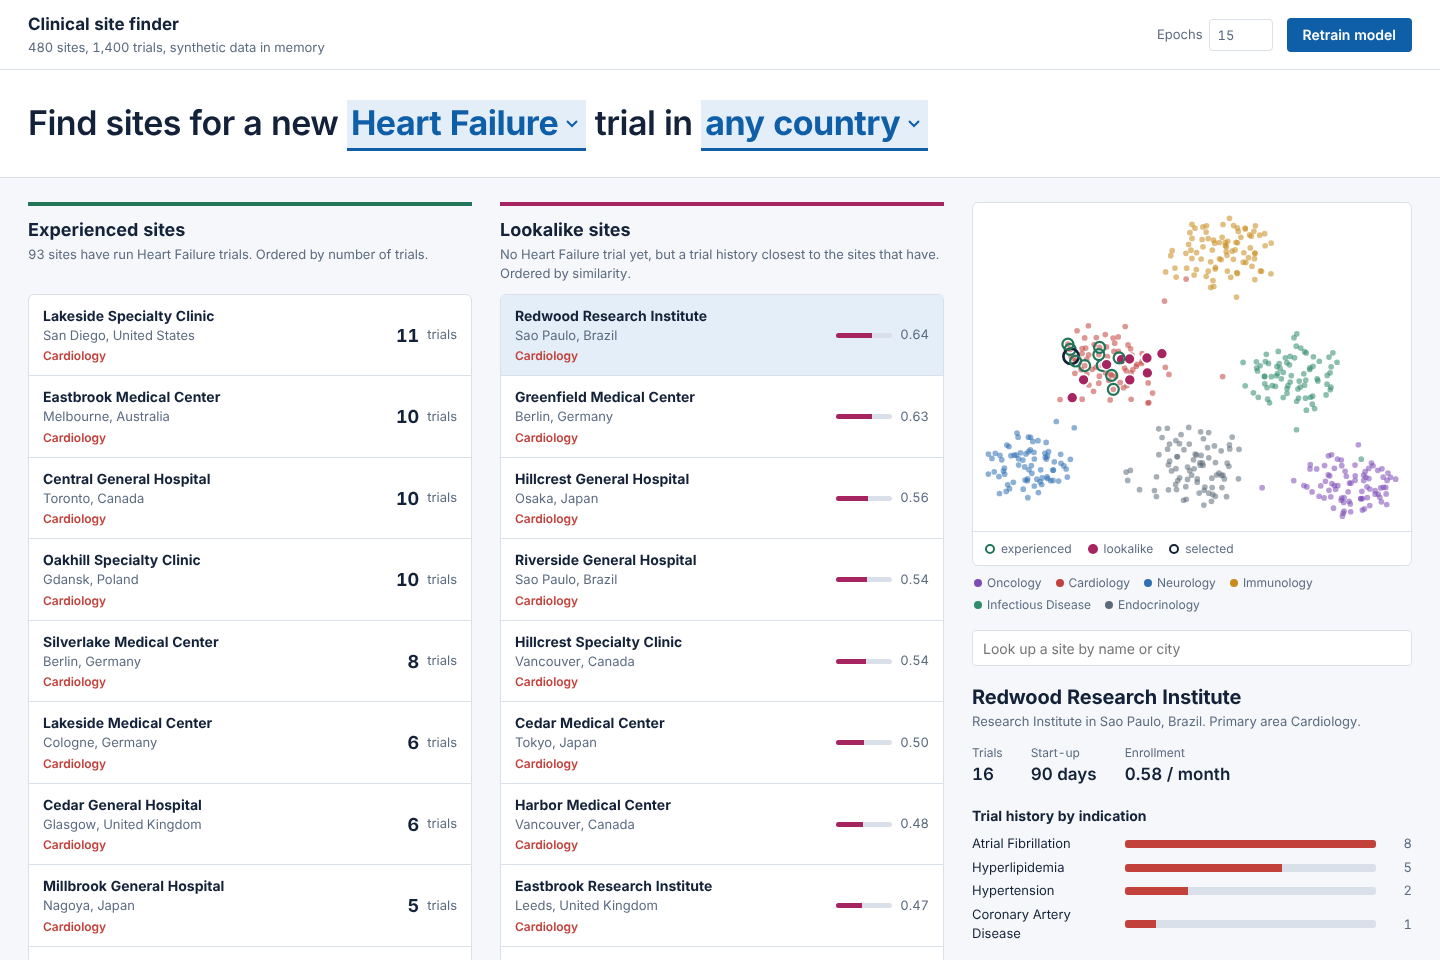 Clinical site finder
480 sites, 1,400 trials, synthetic data in memory
Epochs 15 Retrain model
Find sites for a new Heart Failure trial in any country
Experienced sites
93 sites have run Heart Failure trials. Ordered by number of trials.
Lakeside Specialty Clinic
San Diego, United States
Cardiology
11 trials
Eastbourne Medical Center
Melbourne, Australia
Cardiology
10 trials
Central General Hospital
Toronto, Canada
Cardiology
10 trials
Oakhill Specialty Clinic
Gdansk, Poland
Cardiology
10 trials
Silverlake Medical Center
Berlin, Germany
Cardiology
8 trials
Lakeside Medical Center
Cologne, Germany
Cardiology
6 trials
Cedar General Hospital
Glasgow, United Kingdom
Cardiology
6 trials
Millbrook General Hospital
Nagoya, Japan
Cardiology
5 trials
Lookalike sites
No Heart Failure trial yet, but a trial history closest to the sites that have.
Ordered by similarity.
Redwood Research Institute
Sao Paulo, Brazil
Cardiology
0.64
Greenfield Medical Center
Berlin, Germany
Cardiology
0.63
Hillcrest General Hospital
Osaka, Japan
Cardiology
0.56
Riverside General Hospital
Sao Paulo, Brazil
Cardiology
0.54
Hillcrest Specialty Clinic
Vancouver, Canada
Cardiology
0.54
Cedar Medical Center
Tokyo, Japan
Cardiology
0.50
Harbor Medical Center
Vancouver, Canada
Cardiology
0.48
Eastbrook Research Institute
Leeds, United Kingdom
Cardiology
0.47
experienced lookalike selected
Oncology Cardiology Neurology Immunology
Infectious Disease Endocrinology
Look up a site by name or city
Redwood Research Institute
Research Institute in Sao Paulo, Brazil. Primary area Cardiology.
Trials Start-up Enrollment
16 90 days 0.58 / month
Trial history by indication
Atrial Fibrillation 8
Hyperlipidemia 5
Hypertension 2
Coronary Artery
Disease 1